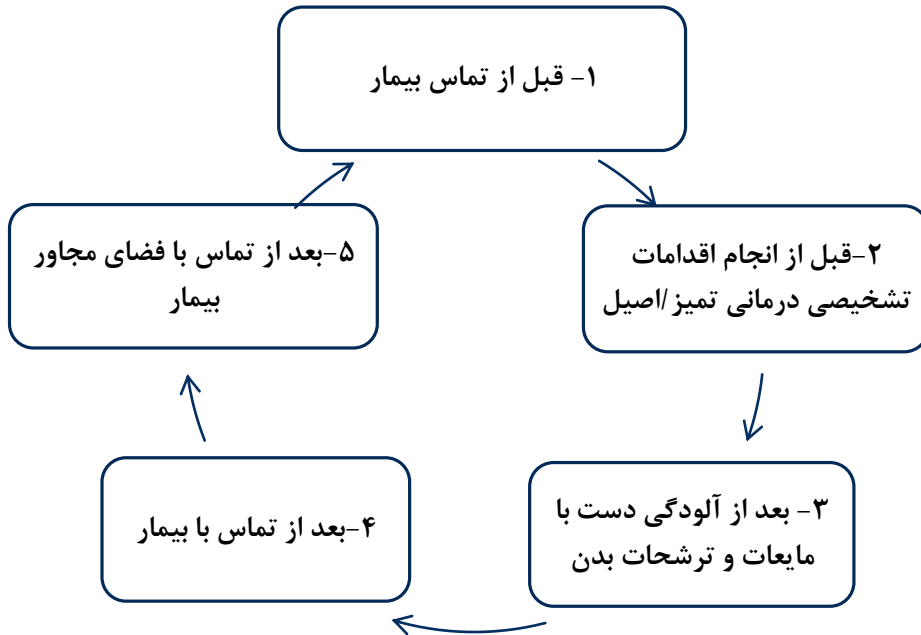 ۱- قبل از تماس بیمار
۲-قبل از انجام اقدامات
تشخیصی درمانی تمیز/اصیل
۳- بعد از آلودگی دست با
مایعات و ترشحات بدن
۴-بعد از تماس با بیمار
۵-بعد از تماس با فضای مجاور
بیمار